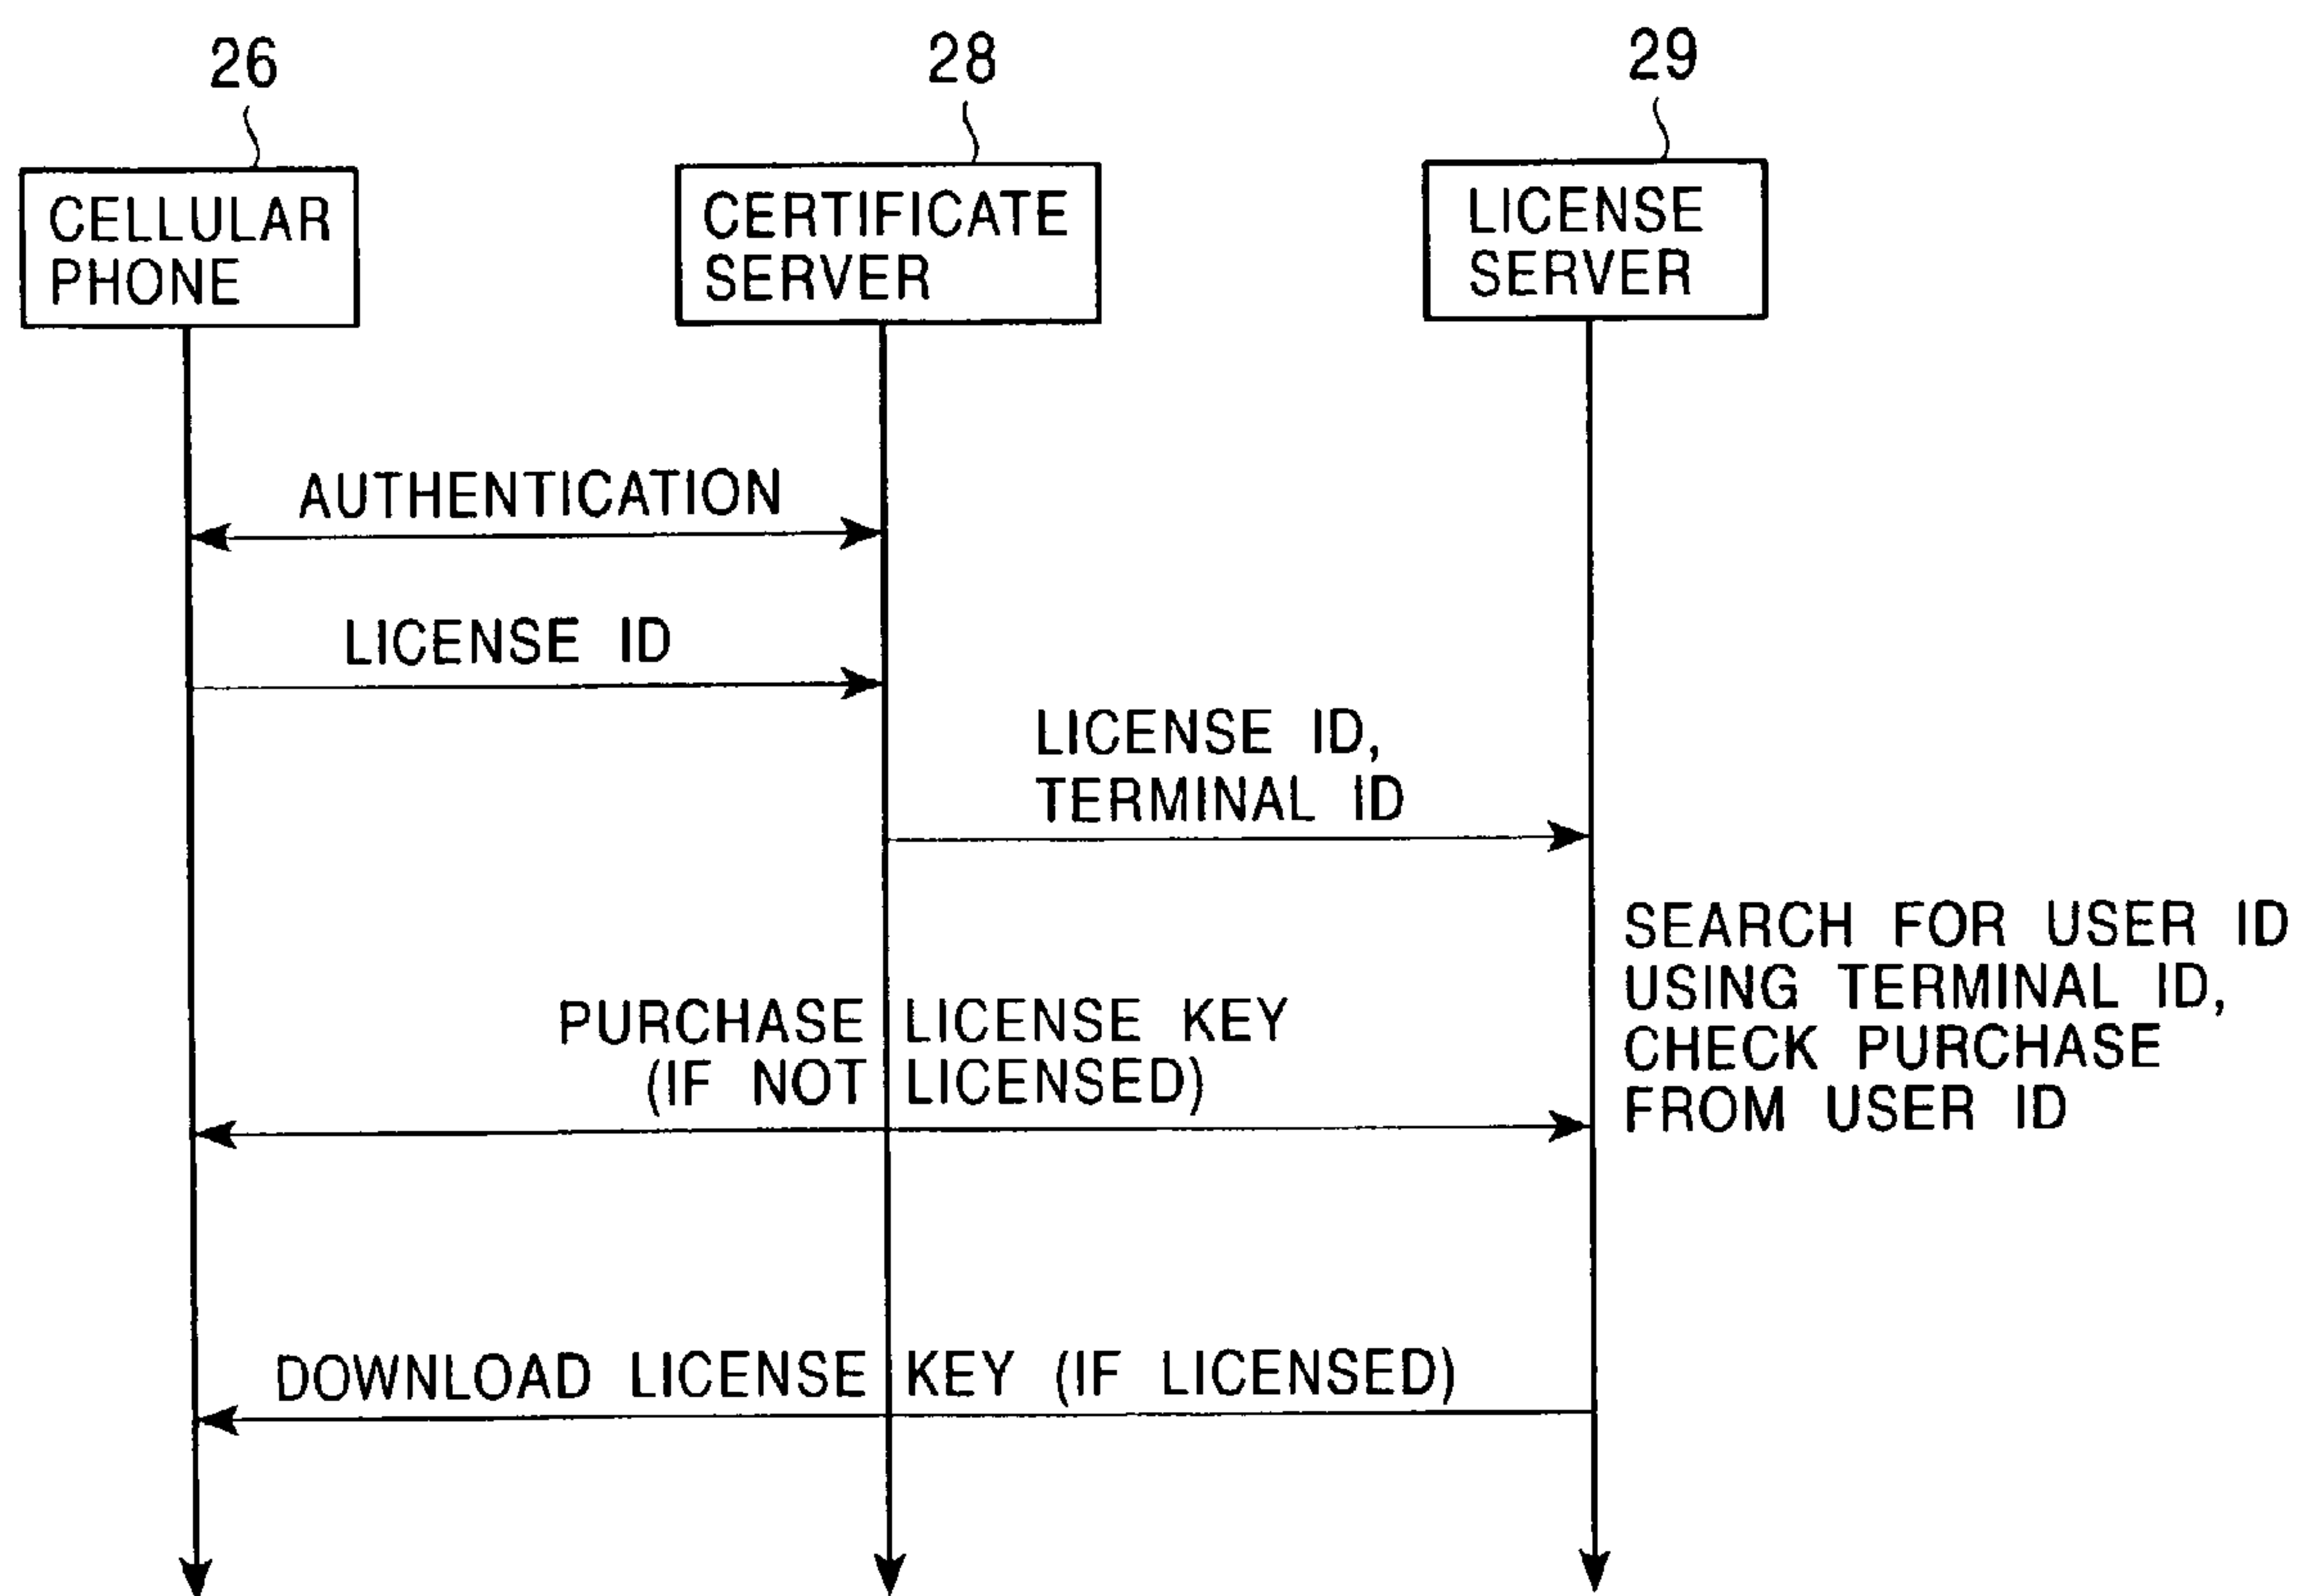 26
28
29
CELLULAR
PHONE
CERTIFICATE
SERVER
LICENSE
SERVER
AUTHENTICATION
LICENSE ID
LICENSE ID,
TERMINAL ID
SEARCH FOR USER ID
USING TERMINAL ID,
CHECK PURCHASE
FROM USER ID
PURCHASE LICENSE KEY
(IF NOT LICENSED)
DOWNLOAD LICENSE KEY (IF LICENSED)